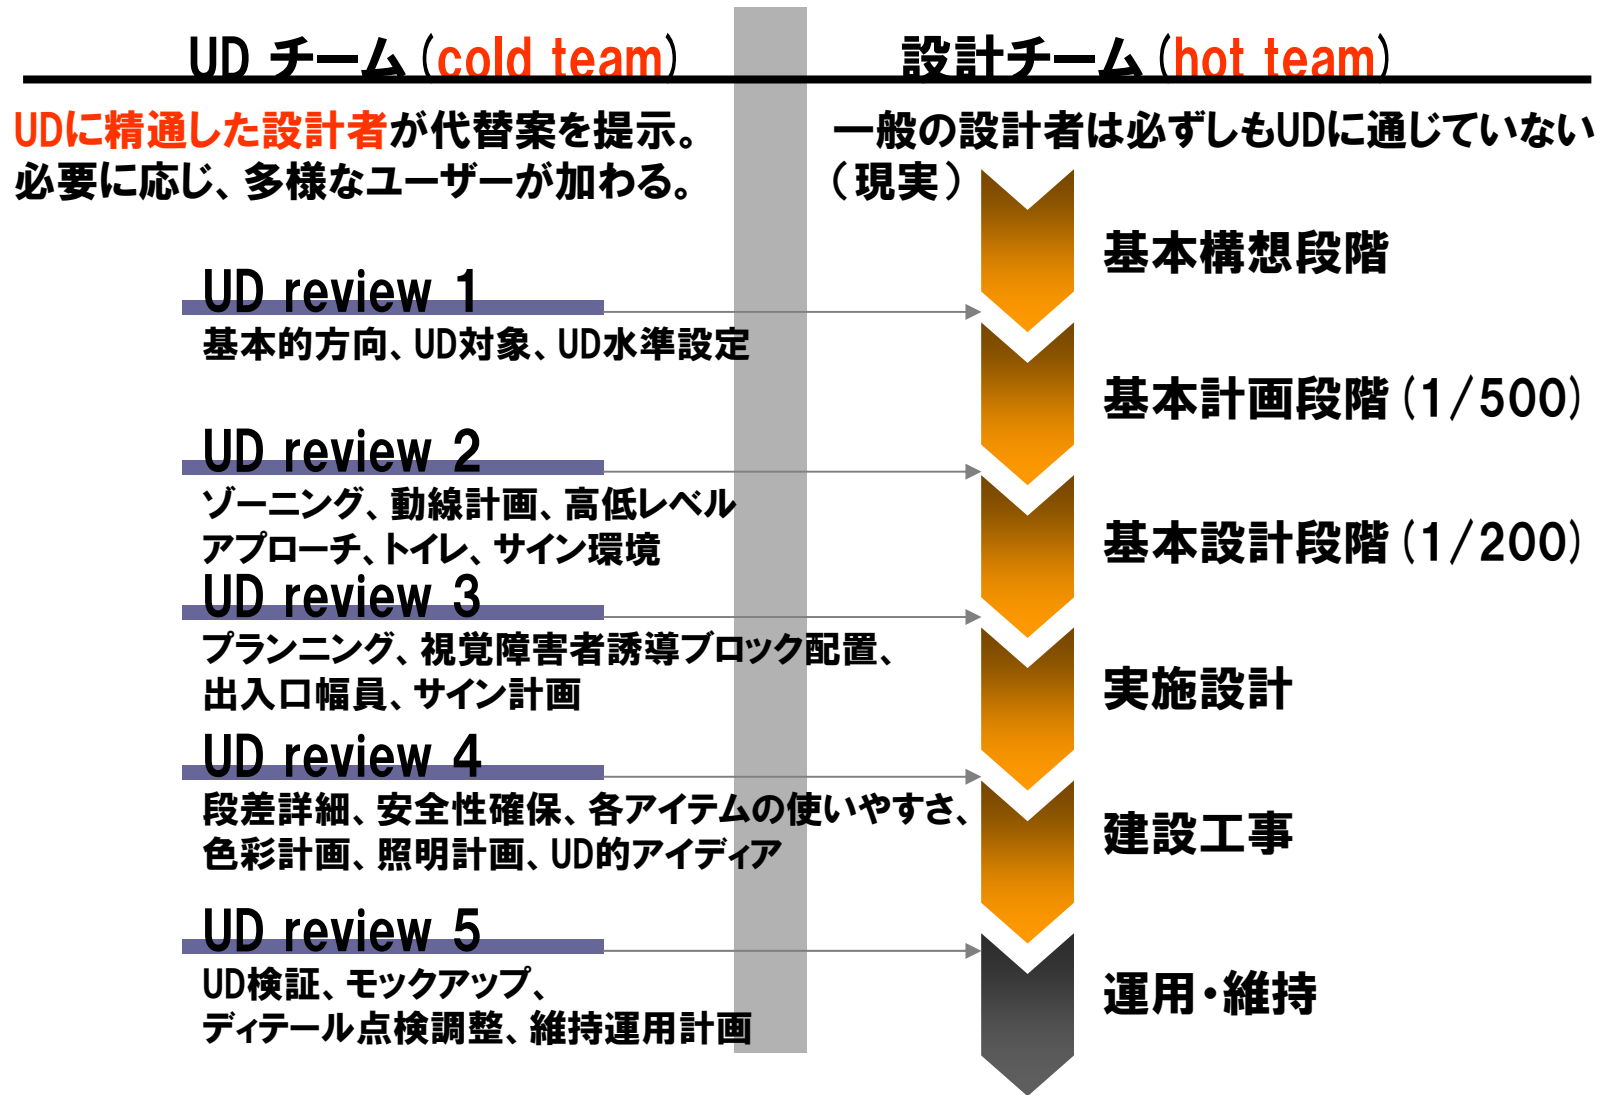 UD チーム(cold team)
UDに精通した設計者が代替案を提示。
必要に応じ、多様なユーザーが加わる。
UD review 1
基本的方向、UD対象、UD水準設定
UD review 2
ゾーニング、動線計画、高低レベル
アプローチ、トイレ、サイン環境
UD review 3
プランニング、視覚障害者誘導ブロック配置、
出入口幅員、サイン計画
UD review 4
段差詳細、安全性確保、各アイテムの使いやすさ、
色彩計画、照明計画、UD的アイディア
UD review 5
UD検証、モックアップ、
ディテール点検調整、維持運用計画
設計チーム(hot team)
一般の設計者は必ずしもUDに通じていない
（現実）
基本構想段階
基本計画段階(1/500)
基本設計段階(1/200)
実施設計
建設工事
運用・維持